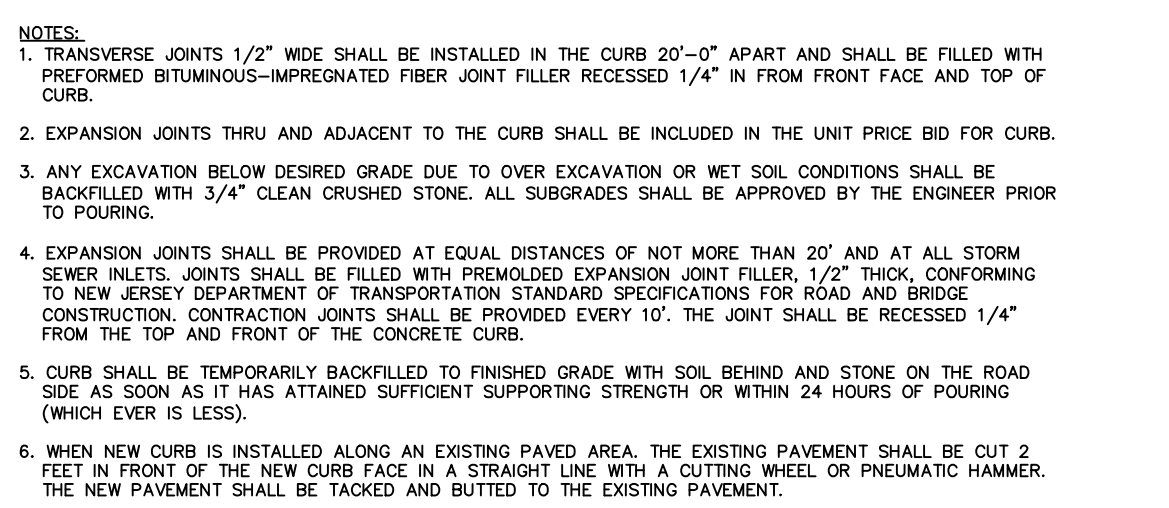 NOTES:
1. TRANSVERSE JOINTS 1/2" WIDE SHALL BE INSTALLED IN THE CURB 20'-0" APART AND SHALL BE FILLED WITH
PREFORMED BITUMINOUS-IMPREGNATED FIBER JOINT FILLER RECESSED 1/4" IN FROM FRONT FACE AND TOP OF
CURB.
2. EXPANSION JOINTS THRU AND ADJACENT TO THE CURB SHALL BE INCLUDED IN THE UNIT PRICE BID FOR CURB.
3. ANY EXCAVATION BELOW DESIRED GRADE DUE TO OVER EXCAVATION OR WET SOIL CONDITIONS SHALL BE
BACKFILLED WITH 3/4" CLEAN CRUSHED STONE. ALL SUBGRADES SHALL BE APPROVED BY THE ENGINEER PRIOR
TO POURING.
4. EXPANSION JOINTS SHALL BE PROVIDED AT EQUAL DISTANCES OF NOT MORE THAN 20' AND AT ALL STORM
SEWER INLETS. JOINTS SHALL BE FILLED WITH PREMOLDED EXPANSION JOINT FILLER, 1/2" THICK, CONFORMING
TO NEW JERSEY DEPARTMENT OF TRANSPORTATION STANDARD SPECIFICATIONS FOR ROAD AND BRIDGE
CONSTRUCTION. CONTRACTION JOINTS SHALL BE PROVIDED EVERY 10'. THE JOINT SHALL BE RECESSED 1/4"
FROM THE TOP AND FRONT OF THE CONCRETE CURB.
5. CURB SHALL BE TEMPORARILY BACKFILLED TO FINISHED GRADE WITH SOIL BEHIND AND STONE ON THE ROAD
SIDE AS SOON AS IT HAS ATTAINED SUFFICIENT SUPPORTING STRENGTH OR WITHIN 24 HOURS OF POURING
(WHICH EVER IS LESS).
6. WHEN NEW CURB IS INSTALLED ALONG AN EXISTING PAVED AREA. THE EXISTING PAVEMENT SHALL BE CUT 2
FEET IN FRONT OF THE NEW CURB FACE IN A STRAIGHT LINE WITH A CUTTING WHEEL OR PNEUMATIC HAMMER.
THE NEW PAVEMENT SHALL BE TACKED AND BUTTED TO THE EXISTING PAVEMENT.